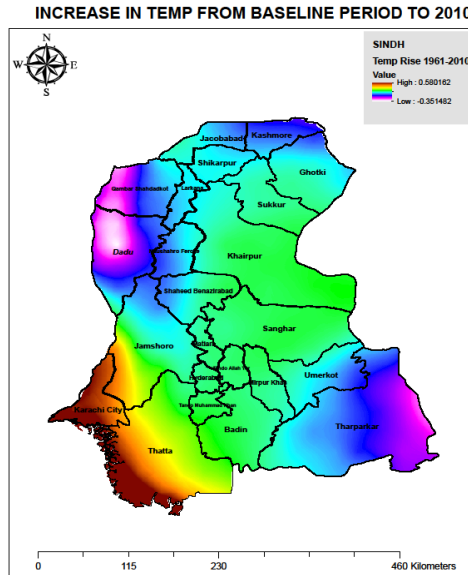 INCREASE IN TEMP FROM BASELINE PERIOD TO 2010
N
W
E
S
SINDH
Temp Rise 1961-2010
Value
High : 0.580162
Low : -0.351482
Jacobabad
Kashmore
Shikarpur
Ghotki
Larkana
Sukkur
Dadu
Khairpur
Shaheed Benazirabad
Sanghar
Jamshoro
Hyderabad
Mirpur Khas
Umerkot
Karachi City
Tharparkar
Badin
Thatta
0
115
230
460 Kilometers